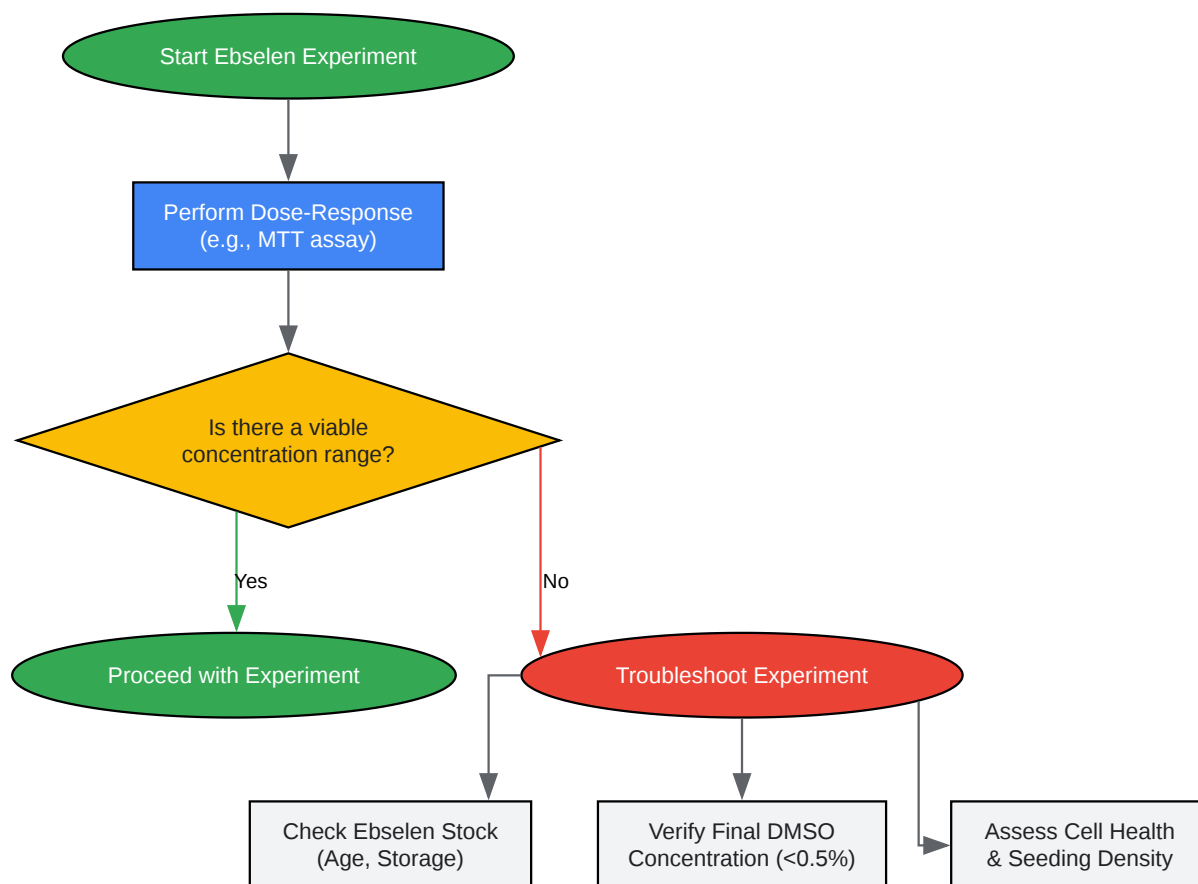 Start Ebselen Experiment
Perform Dose-Response
(e.g., MTT assay)
Is there a viable
concentration range?
Yes
No
Proceed with Experiment
Troubleshoot Experiment
Check Ebselen Stock
(Age, Storage)
Verify Final DMSO
Concentration (<0.5%)
Assess Cell Health
& Seeding Density